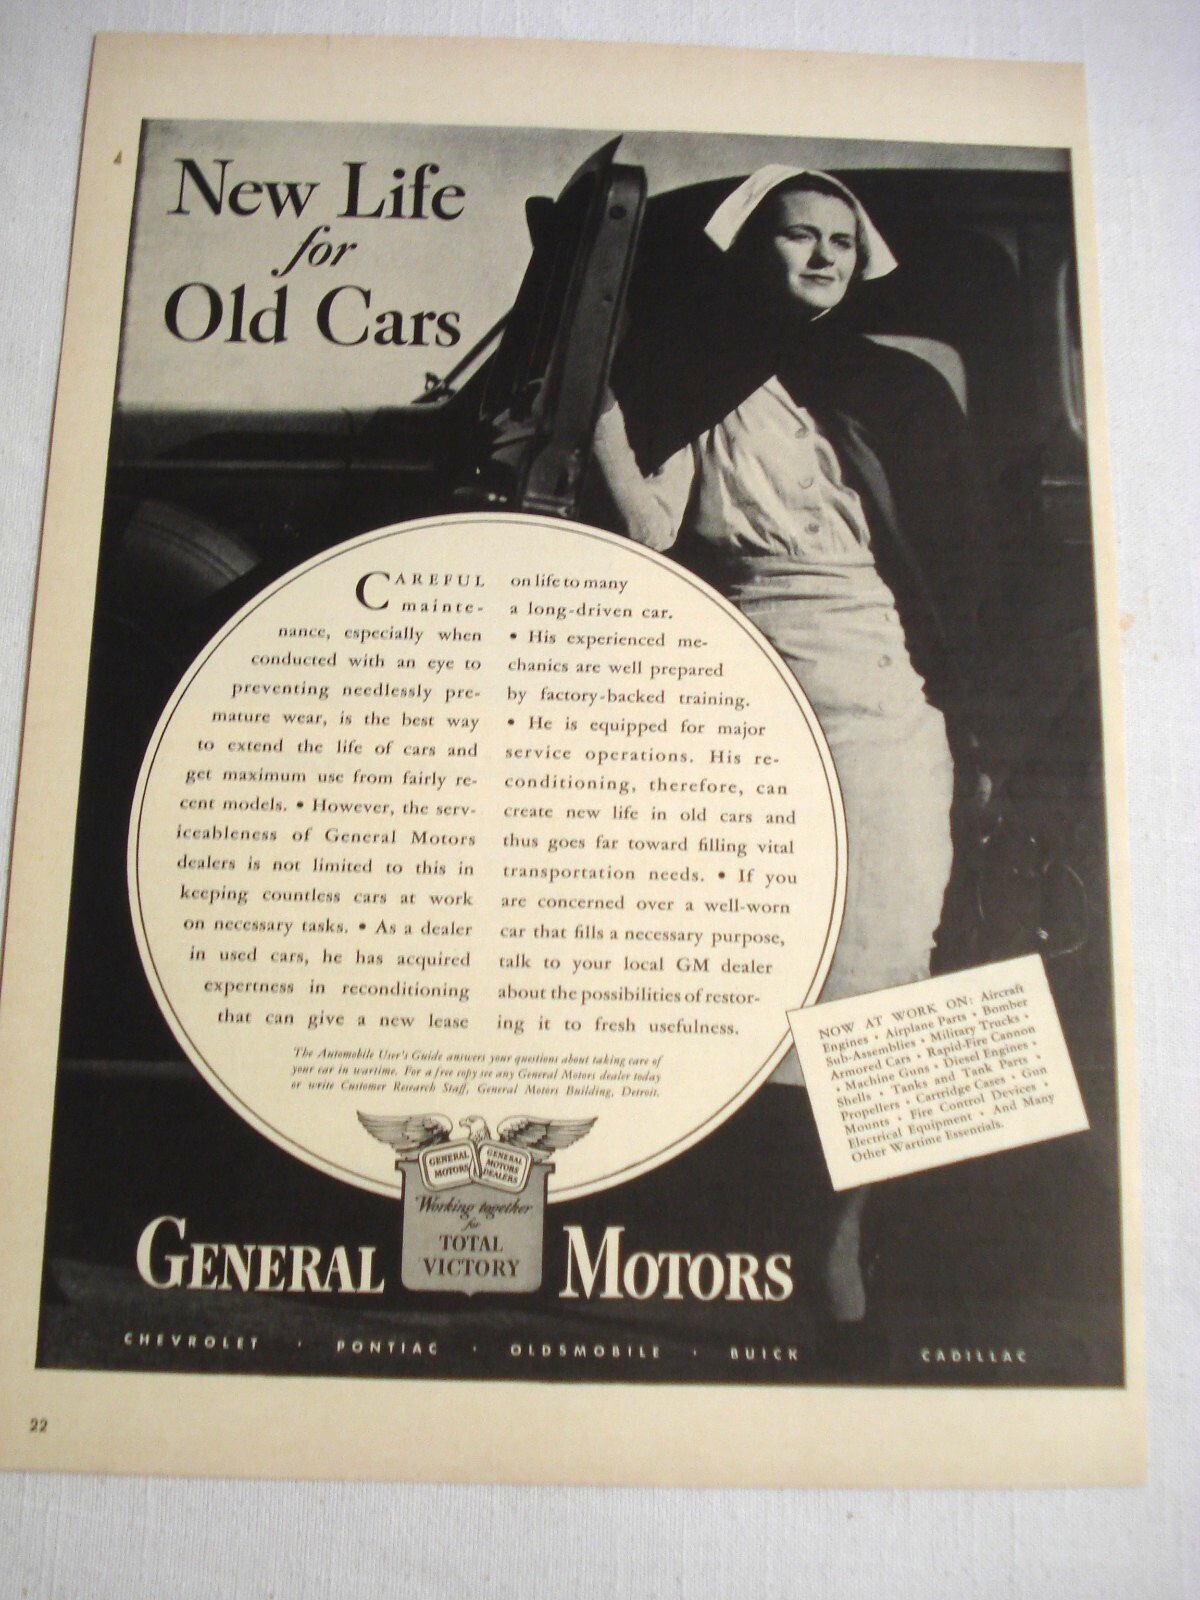 New Life
for
Old Cars
CAREFUL
mainte-
nance, especially when
conducted with an eye to
preventing needlessly pre-
mature wear, is the best way
to extend the life of cars and
get maximum use from fairly re-
cent models. • However, the serv-
iceableness of General Motors
dealers is not limited to this in
keeping countless cars at work
on necessary tasks. • As a dealer
in used cars, he has acquired
expertness in reconditioning
that can give a new lease
on life to many
a long-driven car.
• His experienced me-
chanics are well prepared
by factory-backed training.
• He is equipped for major
service operations. His re-
conditioning, therefore, can
create new life in old cars and
thus goes far toward filling vital
transportation needs. • If you
are concerned over a well-worn
car that fills a necessary purpose,
talk to your local GM dealer
about the possibilities of restor-
ing it to fresh usefulness.
The Automobile User's Guide answers your questions about taking care of
your car in wartime. For a free copy see any General Motors dealer today
or write Customer Research Staff, General Motors Building, Detroit.
NOW AT WORK ON: Aircraft
Engines • Airplane Parts • Bomber
Sub-Assemblies • Military Trucks •
Armored Cars • Rapid-Fire Cannon
• Machine Guns • Diesel Engines •
Shells • Tanks and Tank Parts •
Propellers • Cartridge Cases • Gun
Mounts • Fire Control Devices •
Electrical Equipment • And Many
Other Wartime Essentials.
GENERAL
MOTORS
GENERAL
MOTORS
DEALERS
Working together
for
TOTAL
VICTORY
GENERAL MOTORS
CHEVROLET • PONTIAC • OLDSMOBILE • BUICK CADILLAC
22